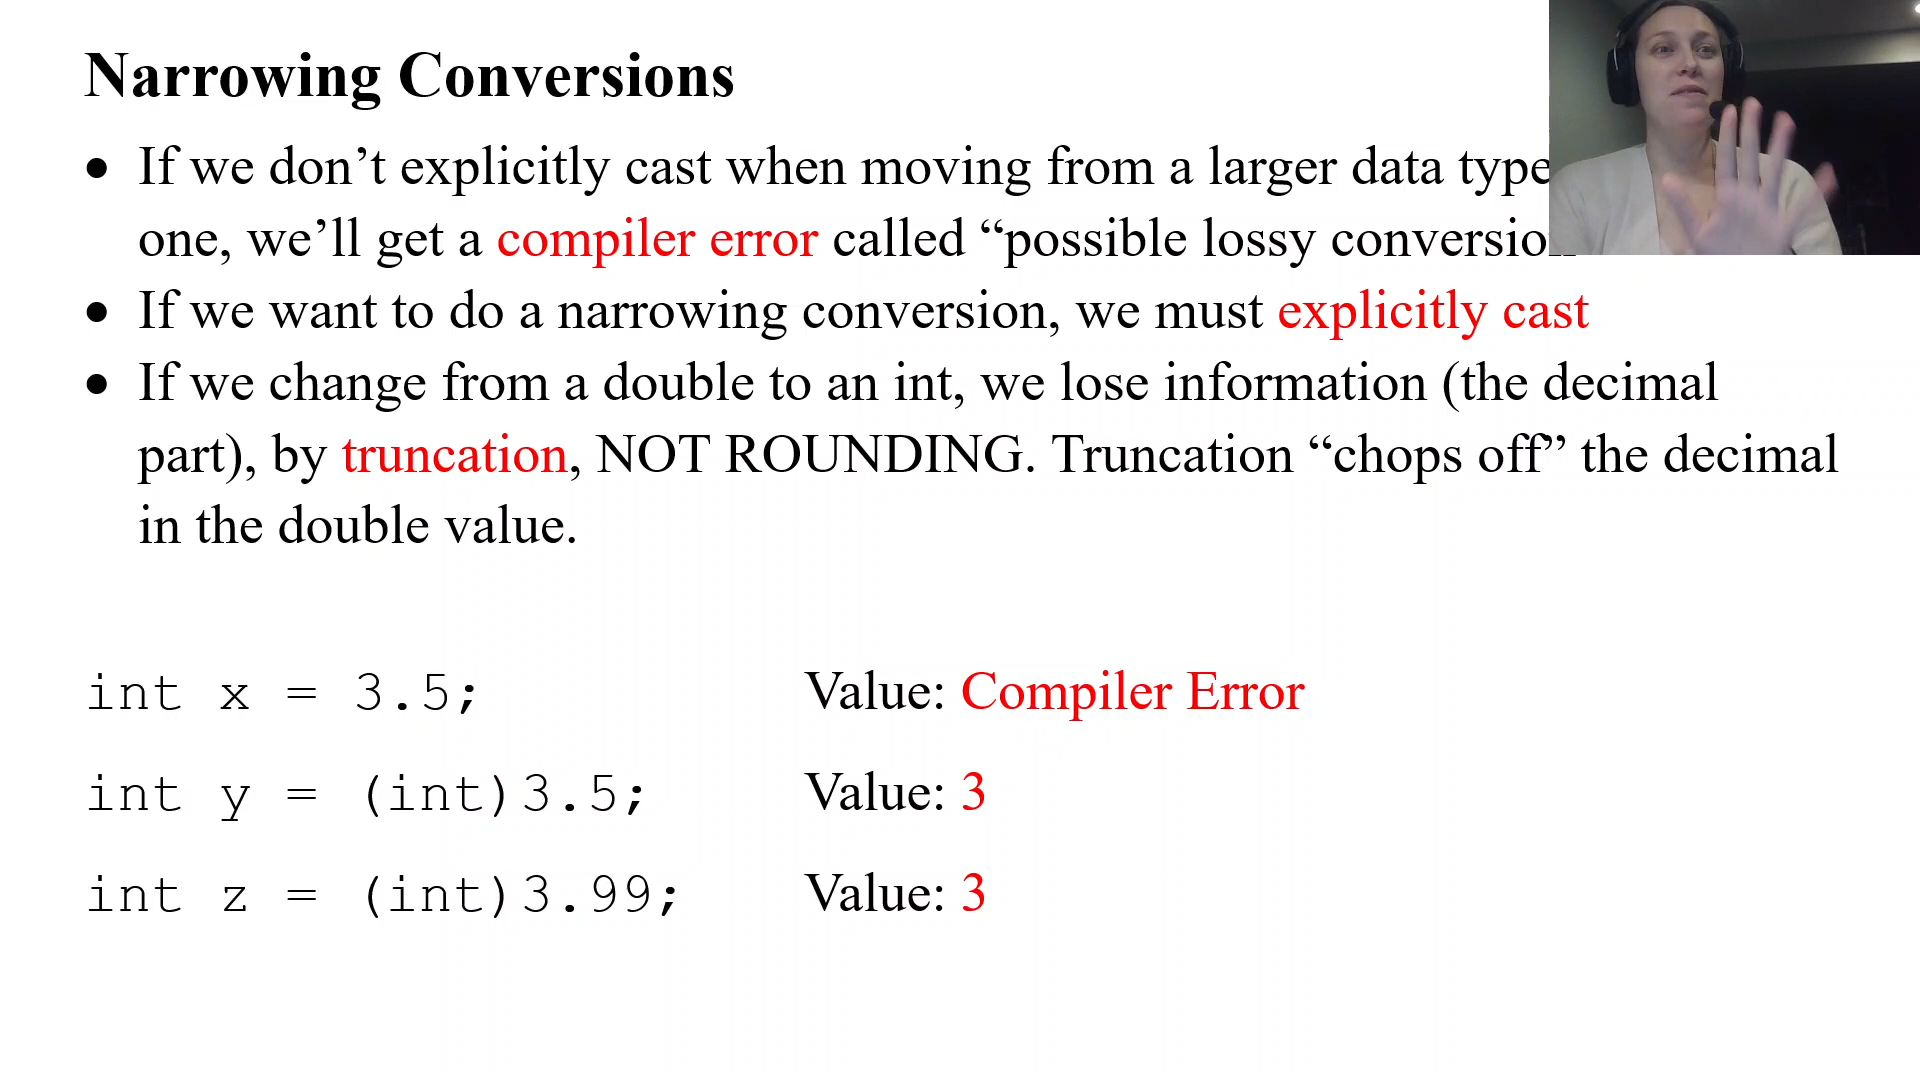 Narrowing Conversions
• If we don’t explicitly cast when moving from a larger data type
one, we’ll get a compiler error called “possible lossy
• If we want to do a narrowing conversion, we must explicitly cast
• If we change from a double to an int, we lose information (the decimal
part), by truncation, NOT ROUNDING. Truncation “chops off” the decimal
in the double value.
int x = 3.5; Value: Compiler Error
int y = (int)3.5; Value: 3
int z = (int)3.99; Value: 3